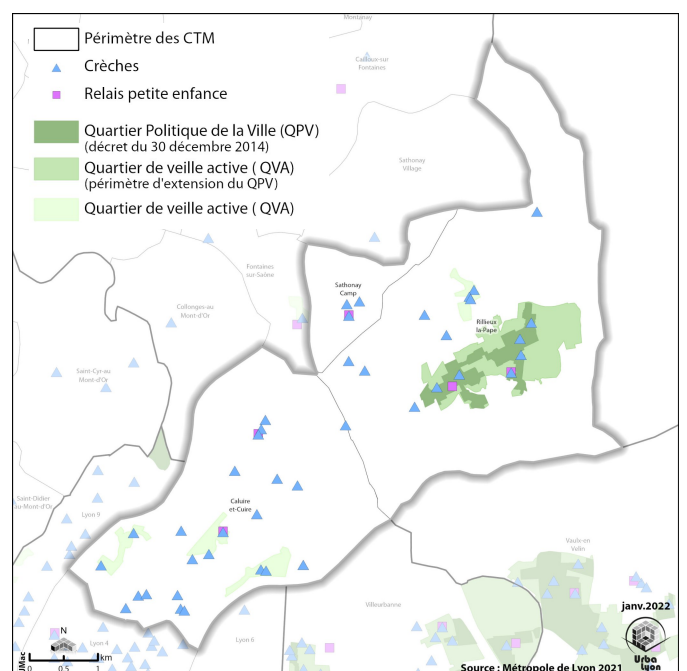 Périmètre des CTM
Crèches
Relais petite enfance
Quartier Politique de la Ville (QPV)
(décret du 30 décembre 2014)
Quartier de veille active ( QVA)
(périmètre d'extension du QPV)
Quartier de veille active ( QVA)
Montanay
Cailloux-sur
Fontaines
Sathonay
Village
Fontaines
sur-Saône
Sathonay
Camp
Collonges-au
Mont-d'Or
Rillieux
la-Pape
Saint-Cyr-au
Mont-d'Or
Saint-Didier
au-Mont-d'Or
Lyon 9
Caluire
et-Cuire
Vaulx-en
Velin
Villeurbanne
Lyon 4
Lyon 6
N
0
0.5
1
km
UMac
janv.2022
Urba
Lyon
Source : Métropole de Lyon 2021